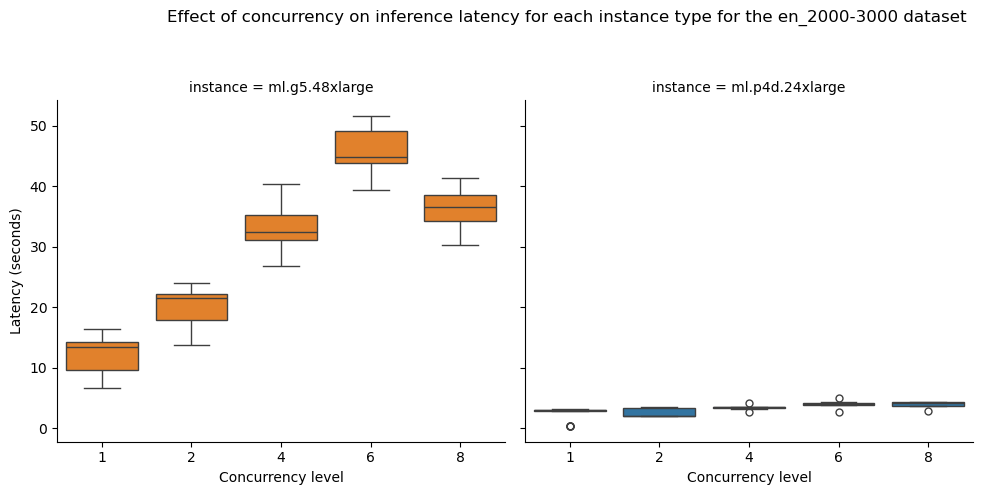 Effect of concurrency on inference latency for each instance type for the en_2000-3000 dataset
instance = ml.g5.48xlarge
instance = ml.p4d.24xlarge
Latency (seconds)
50
40
30
20
10
0
1 2 4 6 8
1 2 4 6 8
Concurrency level
Concurrency level